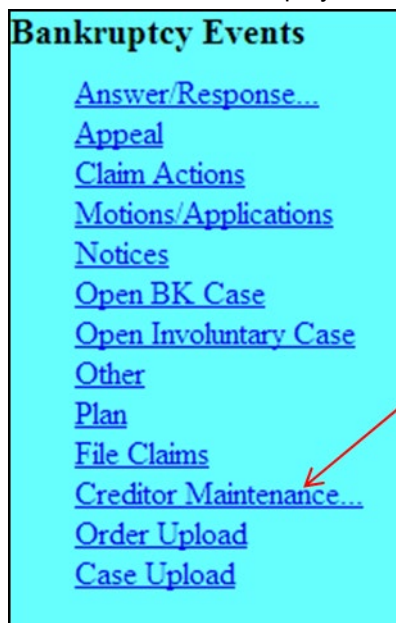 Bankruptcy Events
Answer/Response...
Appeal
Claim Actions
Motions/Applications
Notices
Open BK Case
Open Involuntary Case
Other
Plan
File Claims
Creditor Maintenance...
Order Upload
Case Upload